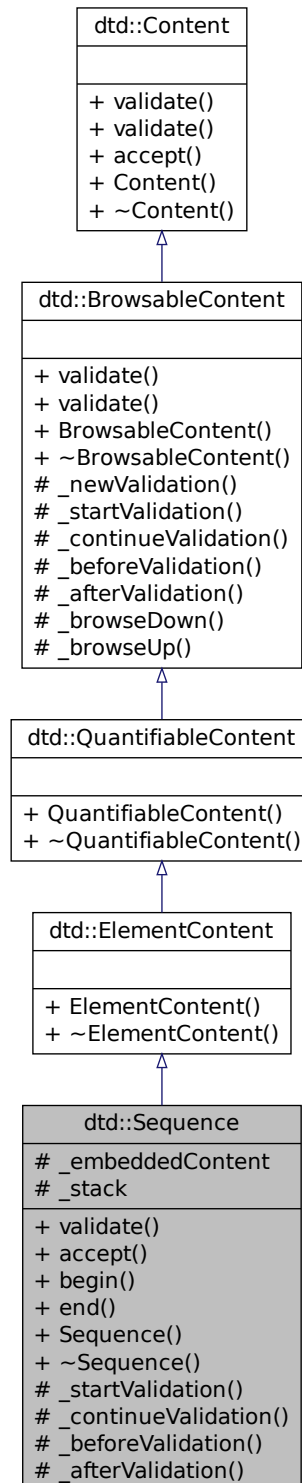 dtd::Content
+ validate()
+ validate()
+ accept()
+ Content()
+ ~Content()
dtd::BrowsableContent
+ validate()
+ validate()
+ BrowsableContent()
+ ~BrowsableContent()
# _newValidation()
# _startValidation()
# _continueValidation()
# _beforeValidation()
# _afterValidation()
# _browseDown()
# _browseUp()
dtd::QuantifiableContent
+ QuantifiableContent()
+ ~QuantifiableContent()
dtd::ElementContent
+ ElementContent()
+ ~ElementContent()
dtd::Sequence
# _embeddedContent
# _stack
+ validate()
+ accept()
+ begin()
+ end()
+ Sequence()
+ ~Sequence()
# _startValidation()
# _continueValidation()
# _beforeValidation()
# _afterValidation()